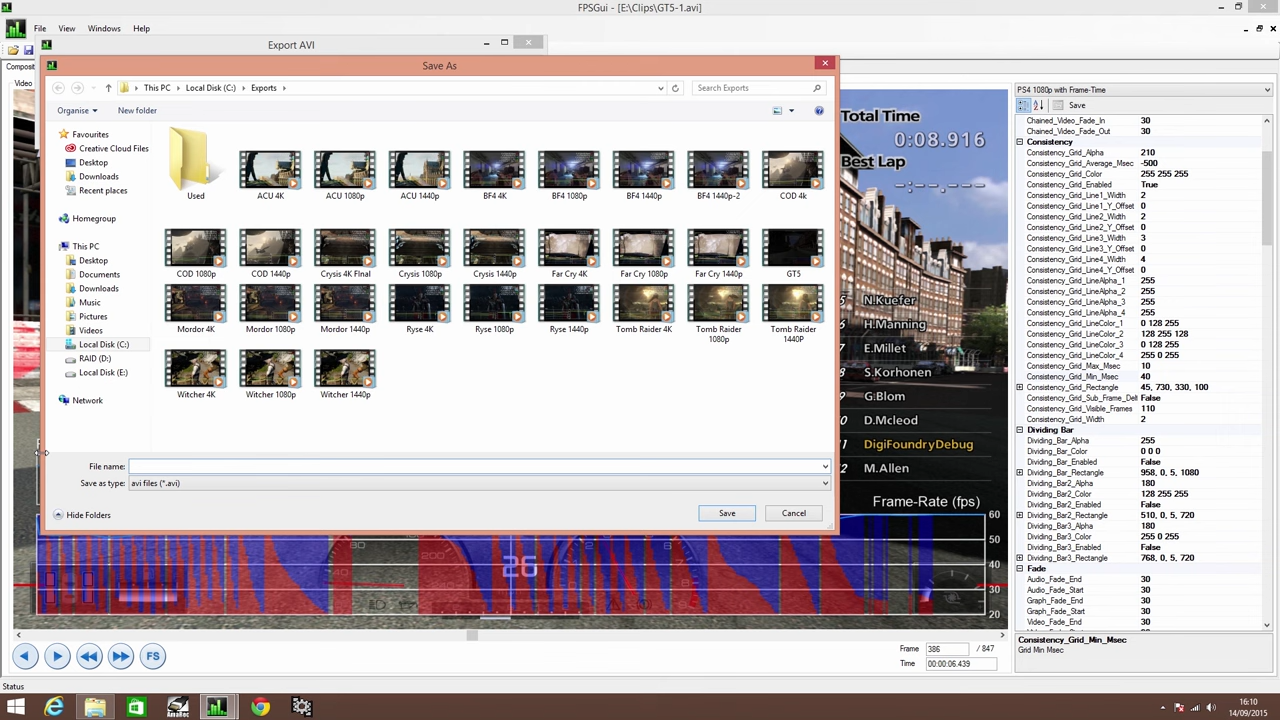 FPSGui - [E:\Clips\GT5-1.avi]
File View Windows Help
Export AVI
Composi
Video
Save As
This PC Local Disk (C:) Exports
Search Exports
Organise New folder
Favourites
Creative Cloud Files
Desktop
Downloads
Recent places
Homegroup
This PC
Desktop
Documents
Downloads
Music
Pictures
Videos
Local Disk (C:)
RAID (D:)
Local Disk (E:)
Network
Used ACU 4K ACU 1080p ACU 1440p BF4 4K BF4 1080p BF4 1440p BF4 1440p-2 COD 4k
COD 1080p COD 1440p Crysis 4K FInal Crysis 1080p Crysis 1440p Far Cry 4K Far Cry 1080p Far Cry 1440p GT5
Mordor 4K Mordor 1080p Mordor 1440p Ryse 4K Ryse 1080p Ryse 1440p Tomb Raider 4K Tomb Raider 1080p Tomb Raider 1440P
Witcher 4K Witcher 1080p Witcher 1440p
File name:
Save as type: avi files (*.avi)
Hide Folders
Save Cancel
Total Time
0:08.916
Best Lap
-:--.---
5 N.Kuefer
6 H.Manning
7 E.Millet
8 S.Korhonen
9 G.Blom
10 D.Mcleod
11 DigiFoundryDebug
12 M.Allen
Frame-Rate (fps)
60
50
40
30
20
26
FS
Frame 386 / 847
Time 00:00:06.439
PS4 1080p with Frame-Time
Save
Chained_Video_Fade_In 30
Chained_Video_Fade_Out 30
Consistency
Consistency_Grid_Alpha 210
Consistency_Grid_Average_Msec -500
Consistency_Grid_Color 255 255 255
Consistency_Grid_Enabled True
Consistency_Grid_Line1_Width 2
Consistency_Grid_Line1_Y_Offset 0
Consistency_Grid_Line2_Width 2
Consistency_Grid_Line2_Y_Offset 0
Consistency_Grid_Line3_Width 3
Consistency_Grid_Line3_Y_Offset 0
Consistency_Grid_Line4_Width 4
Consistency_Grid_Line4_Y_Offset 0
Consistency_Grid_LineAlpha_1 255
Consistency_Grid_LineAlpha_2 255
Consistency_Grid_LineAlpha_3 255
Consistency_Grid_LineAlpha_4 255
Consistency_Grid_LineColor_1 0 128 255
Consistency_Grid_LineColor_2 128 255 128
Consistency_Grid_LineColor_3 0 128 255
Consistency_Grid_LineColor_4 255 0 255
Consistency_Grid_Max_Msec 10
Consistency_Grid_Min_Msec 40
Consistency_Grid_Rectangle 45, 730, 330, 100
Consistency_Grid_Sub_Frame_Delt False
Consistency_Grid_Visible_Frames 110
Consistency_Grid_Width 2
Dividing Bar
Dividing_Bar_Alpha 255
Dividing_Bar_Color 0 0 0
Dividing_Bar_Enabled False
Dividing_Bar_Rectangle 958, 0, 5, 1080
Dividing_Bar2_Alpha 180
Dividing_Bar2_Color 128 255 255
Dividing_Bar2_Enabled False
Dividing_Bar2_Rectangle 510, 0, 5, 720
Dividing_Bar3_Alpha 180
Dividing_Bar3_Color 255 0 255
Dividing_Bar3_Enabled False
Dividing_Bar3_Rectangle 768, 0, 5, 720
Fade
Audio_Fade_End 30
Audio_Fade_Start 30
Graph_Fade_End 30
Graph_Fade_Start 30
Video_Fade_End 30
Consistency_Grid_Min_Msec
Grid Min Msec
Status
16:10
14/09/2015